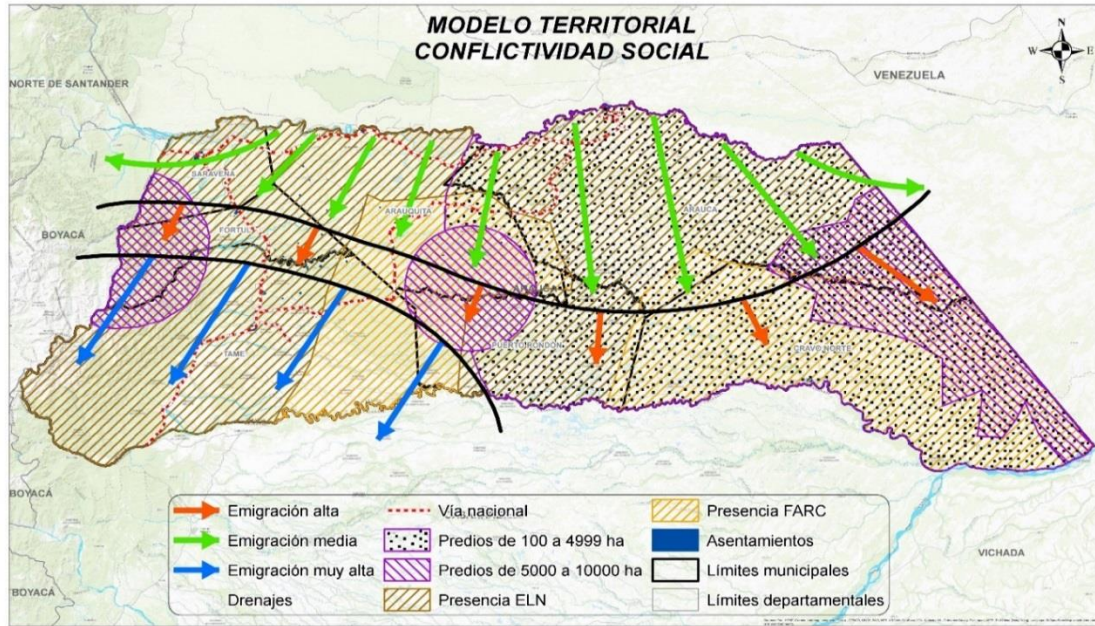 MODELO TERRITORIAL
CONFLICTIVIDAD SOCIAL
N
W E
S
NORTE DE SANTANDER
VENEZUELA
SARAVENA
ARAUQUITA
ARAUCA
BOYACÁ
FORTUL
PUERTO RONDÓN
CRAVO NORTE
TAME
BOYACÁ
VICHADA
BOYACÁ
Emigración alta
Emigración media
Emigración muy alta
Drenajes
Vía nacional
Predios de 100 a 4999 ha
Predios de 5000 a 10000 ha
Presencia ELN
Presencia FARC
Asentamientos
Límites municipales
Límites departamentales